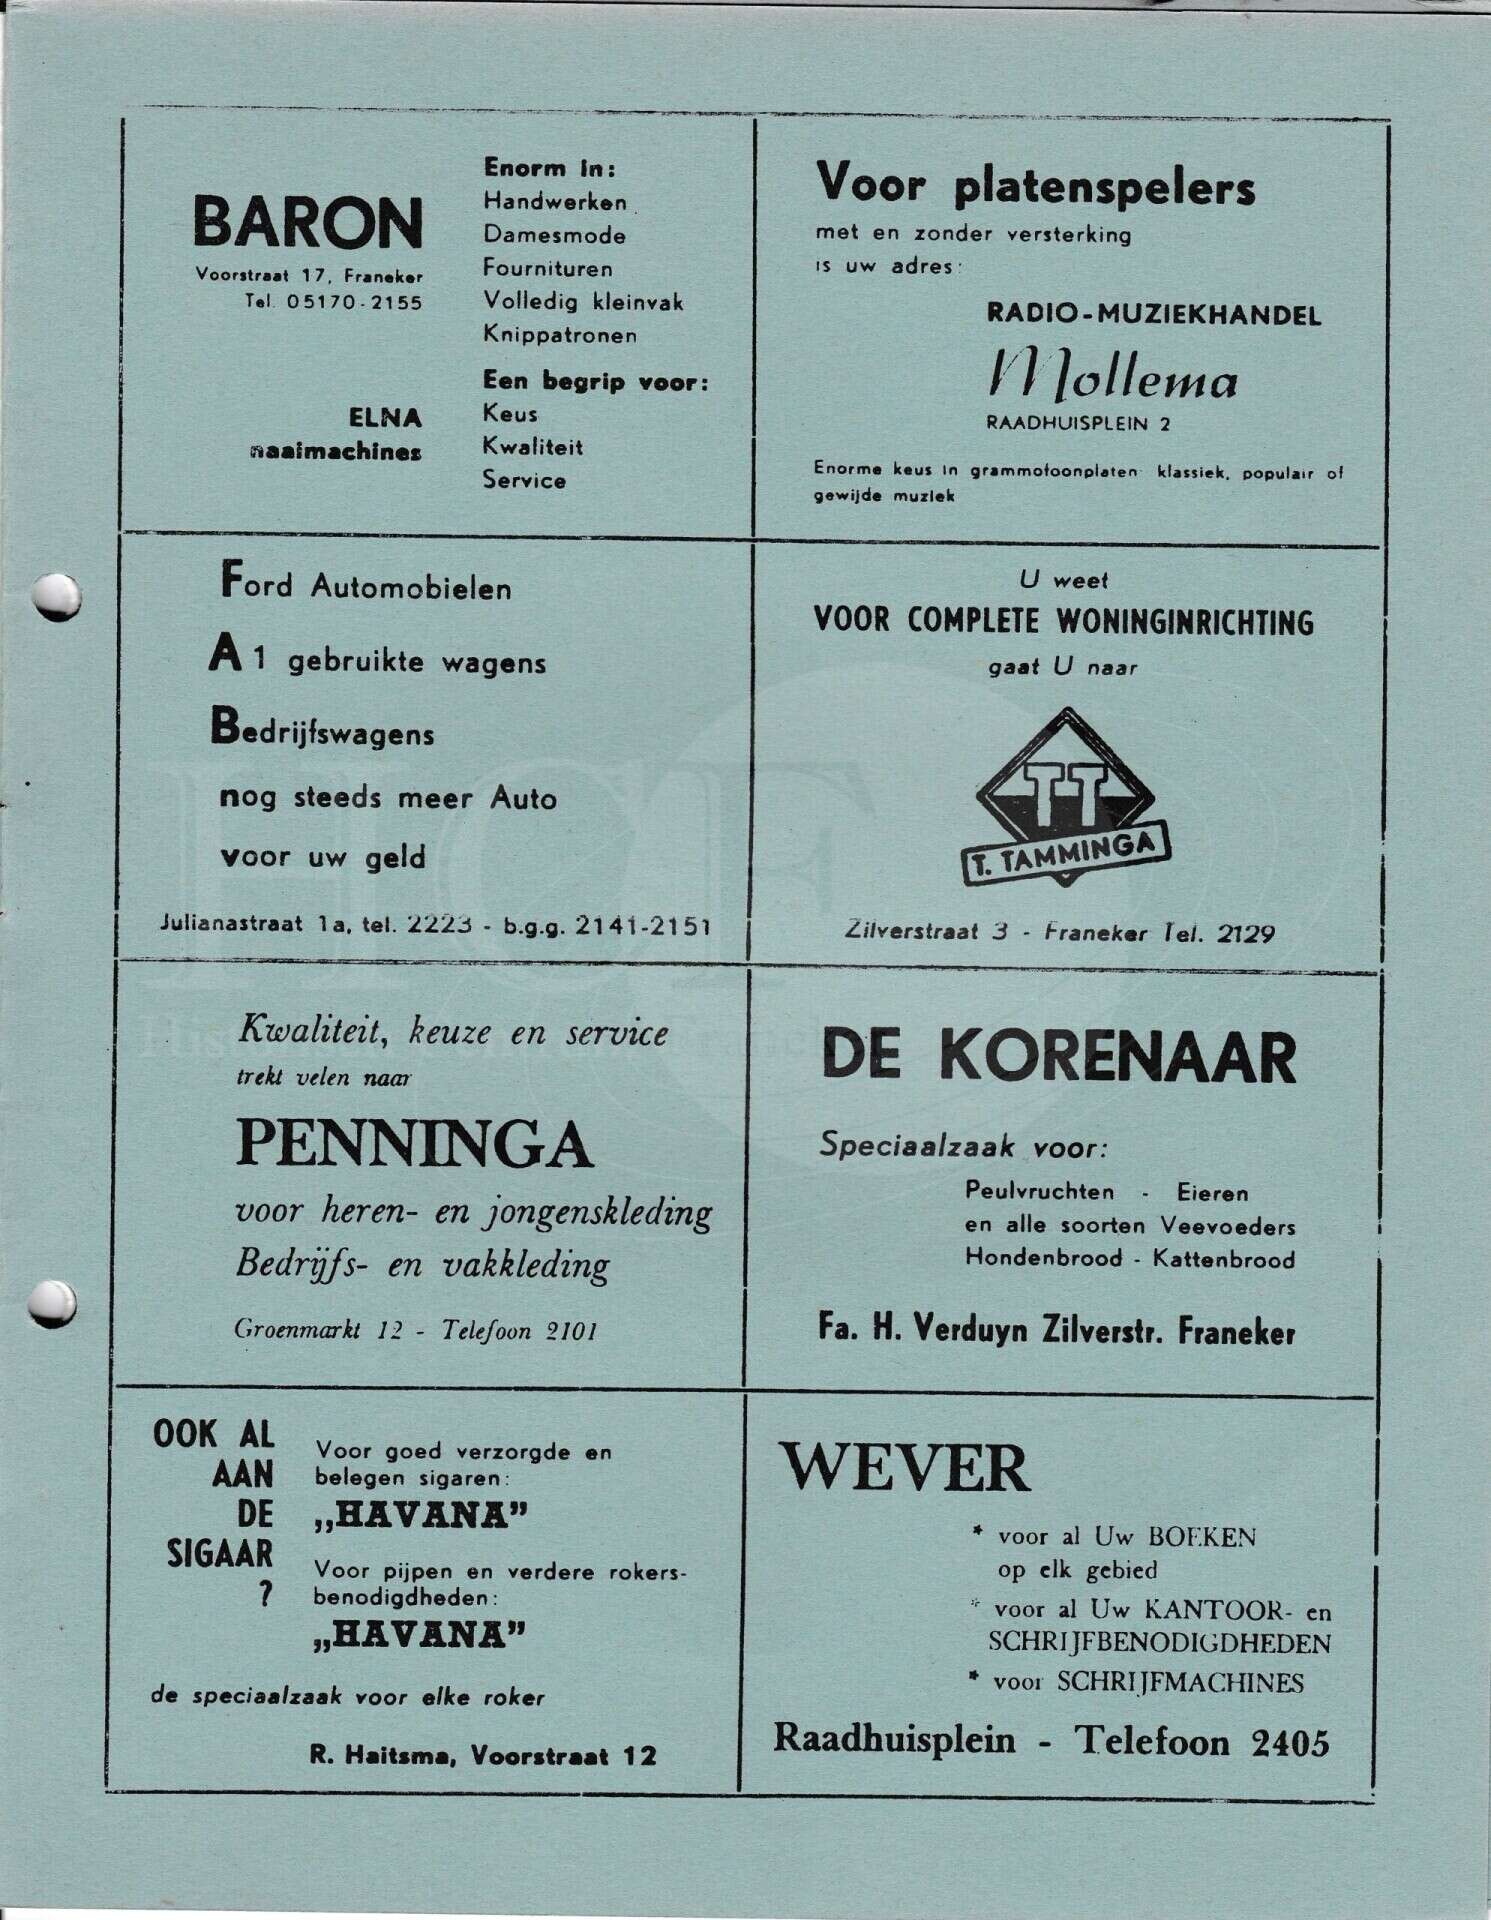 BARON
Voorstraat 17, Franeker
Tel. 05170-2155
ELNA
naaimachines
Enorm in:
Handwerken
Damesmode
Fournituren
Volledig kleinvak
Knippatronen
Een begrip voor:
Keus
Kwaliteit
Service
Voor platenspelers
met en zonder versterking
is uw adres:
RADIO-MUZIEKHANDEL
Mollema
RAADHUISPLEIN 2
Enorme keus in grammofoonplaten klassiek, populair of
gewijde muziek
Ford Automobielen
A 1 gebruikte wagens
Bedrijfswagens
nog steeds meer Auto
voor uw geld
Julianastraat 1a, tel. 2223 - b.g.g. 2141-2151
U weet
VOOR COMPLETE WONINGINRICHTING
gaat U naar
TT
T. TAMMINGA
Zilverstraat 3 - Franeker Tel. 2129
Kwaliteit, keuze en service
trekt velen naar
PENNINGA
voor heren- en jongenskleding
Bedrijfs- en vakkleding
Groenmarkt 12 - Telefoon 2101
DE KORENAAR
Speciaalzaak voor:
Peulvruchten - Eieren
en alle soorten Veevoeders
Hondenbrood - Kattenbrood
Fa. H. Verduyn Zilverstr. Franeker
OOK AL
AAN
DE
SIGAAR
?
Voor goed verzorgde en
belegen sigaren:
„HAVANA”
Voor pijpen en verdere rokers-
benodigdheden:
„HAVANA”
de speciaalzaak voor elke roker
R. Haitsma, Voorstraat 12
WEVER
* voor al Uw BOEKEN
op elk gebied
* voor al Uw KANTOOR- en
SCHRIJFBENODIGDHEDEN
* voor SCHRIJFMACHINES
Raadhuisplein - Telefoon 2405